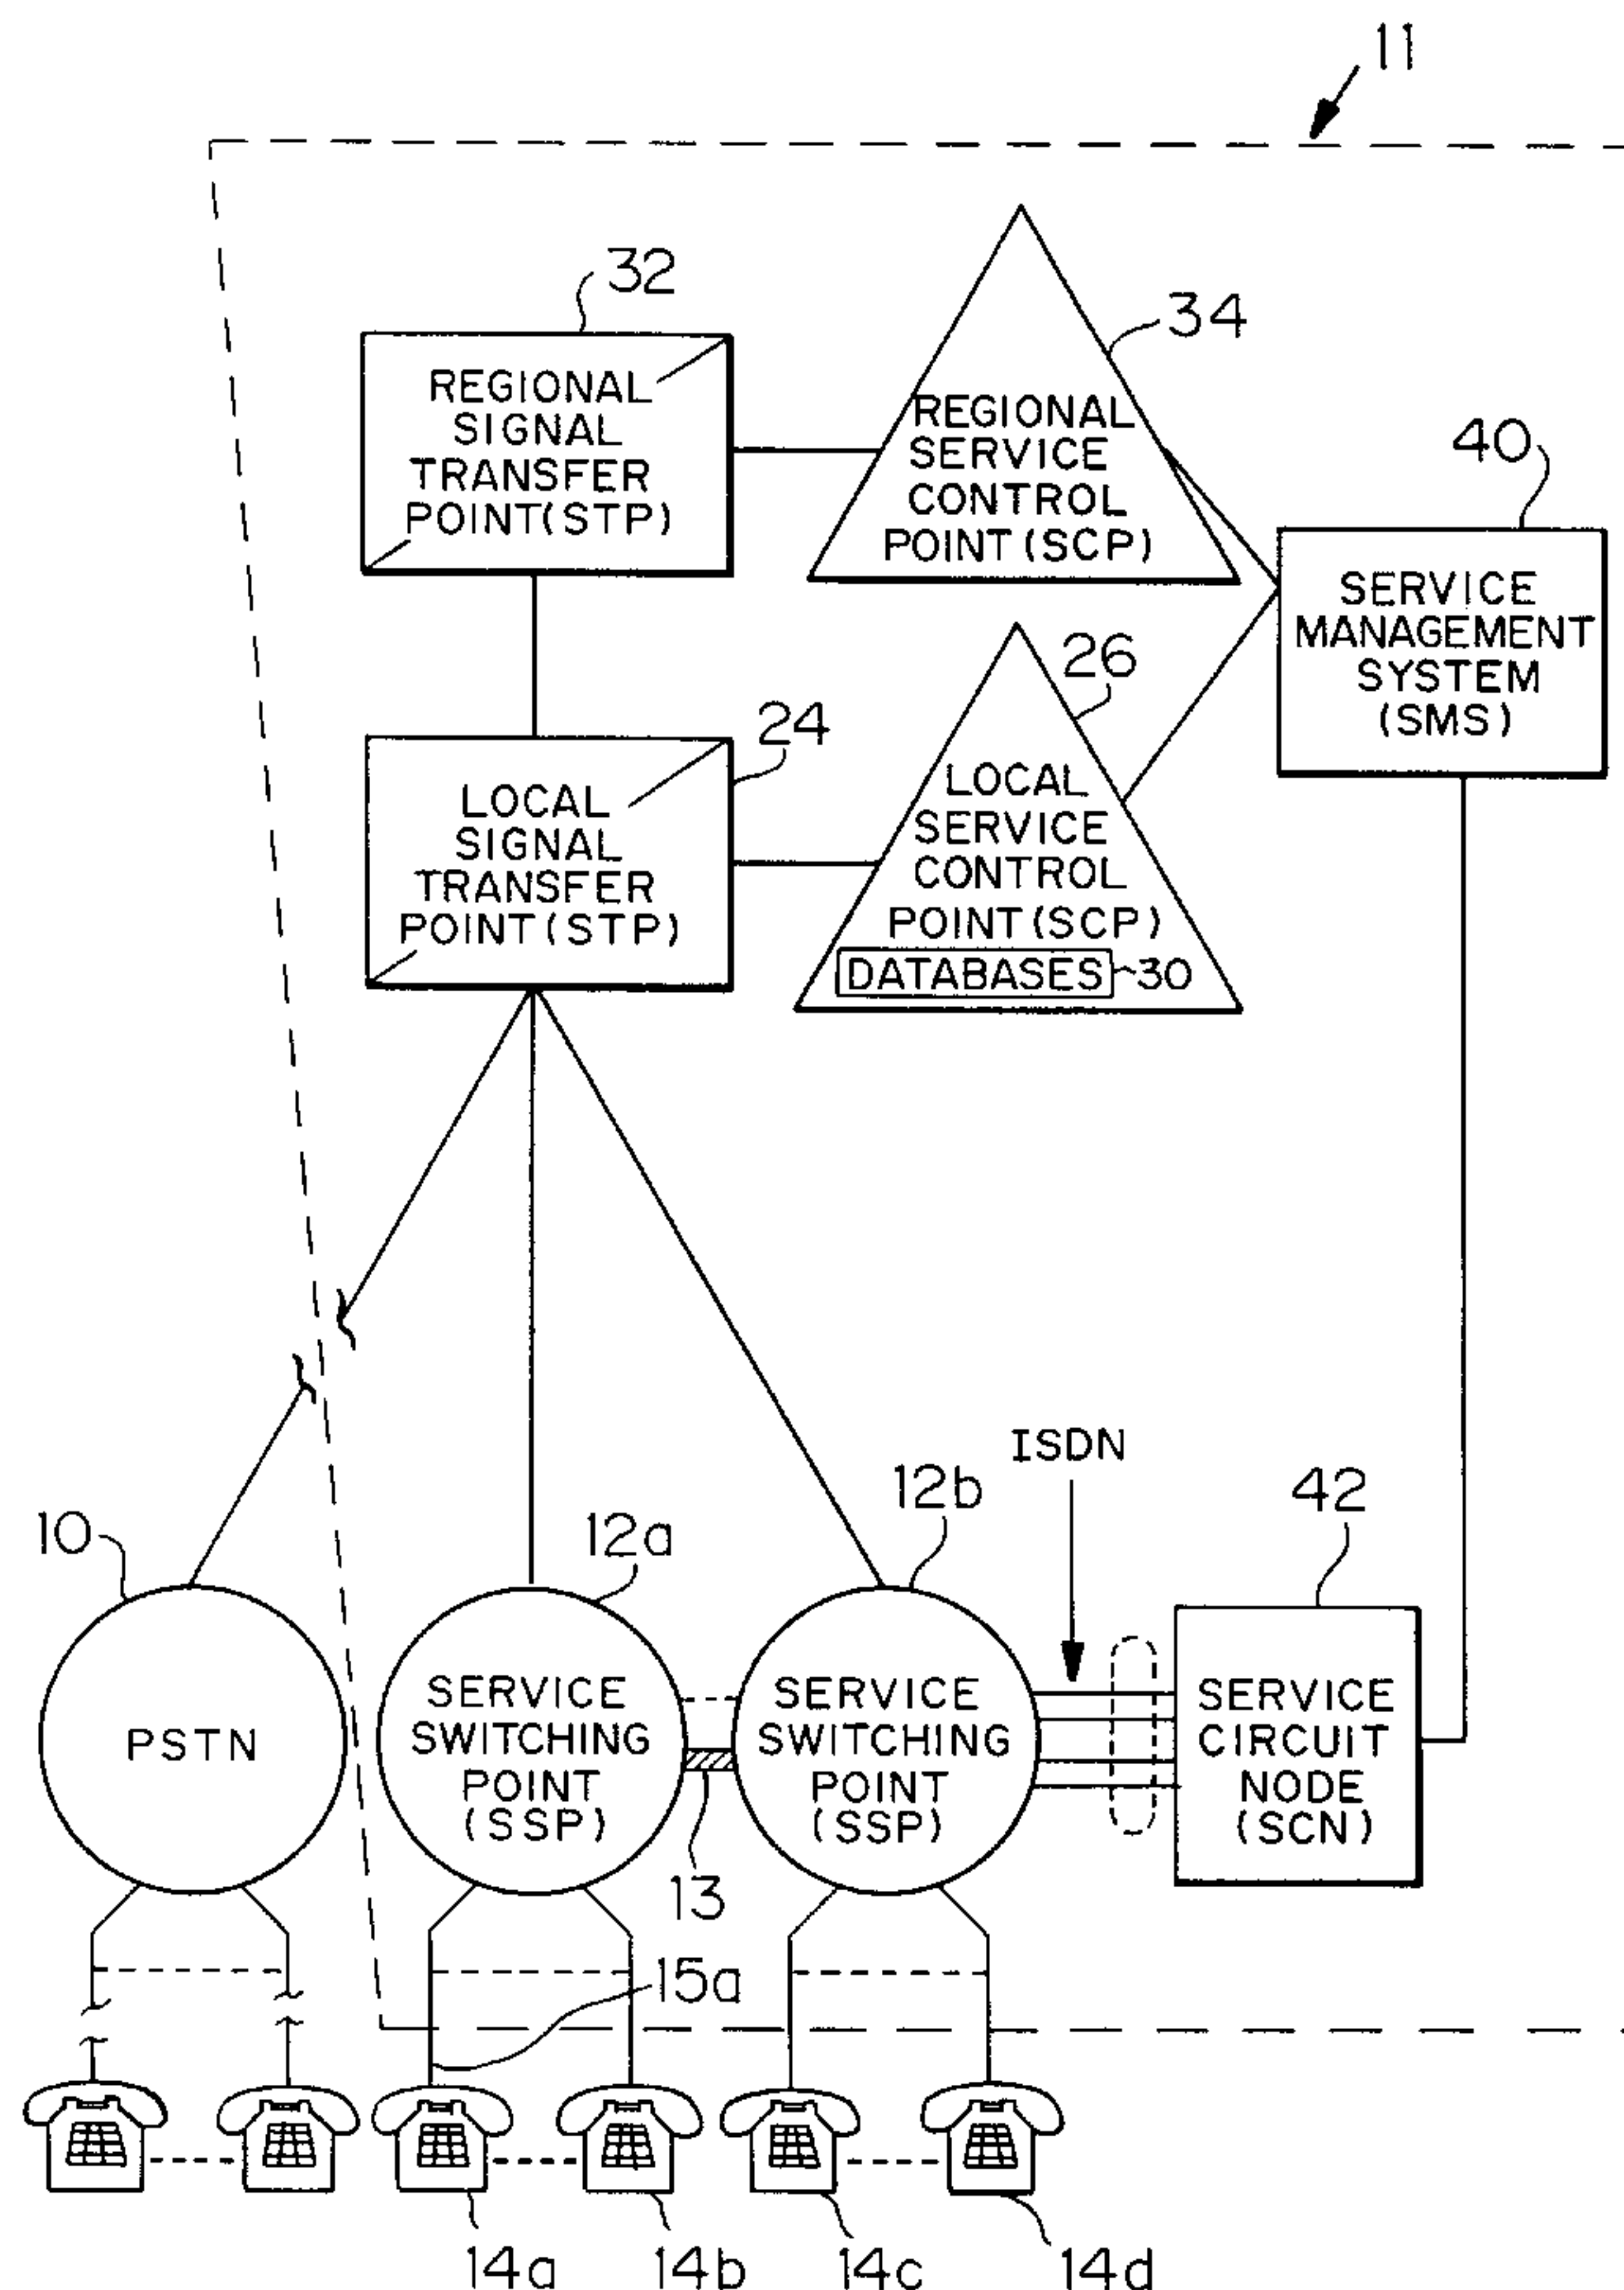 11
32
REGIONAL
SIGNAL
TRANSFER
POINT(STP)
34
REGIONAL
SERVICE
CONTROL
POINT (SCP)
40
SERVICE
MANAGEMENT
SYSTEM
(SMS)
24
LOCAL
SIGNAL
TRANSFER
POINT(STP)
26
LOCAL
SERVICE
CONTROL
POINT (SCP)
DATABASES
30
10
PSTN
12a
SERVICE
SWITCHING
POINT
(SSP)
12b
SERVICE
SWITCHING
POINT
(SSP)
ISDN
42
SERVICE
CIRCUIT
NODE
(SCN)
13
15a
14a
14b
14c
14d